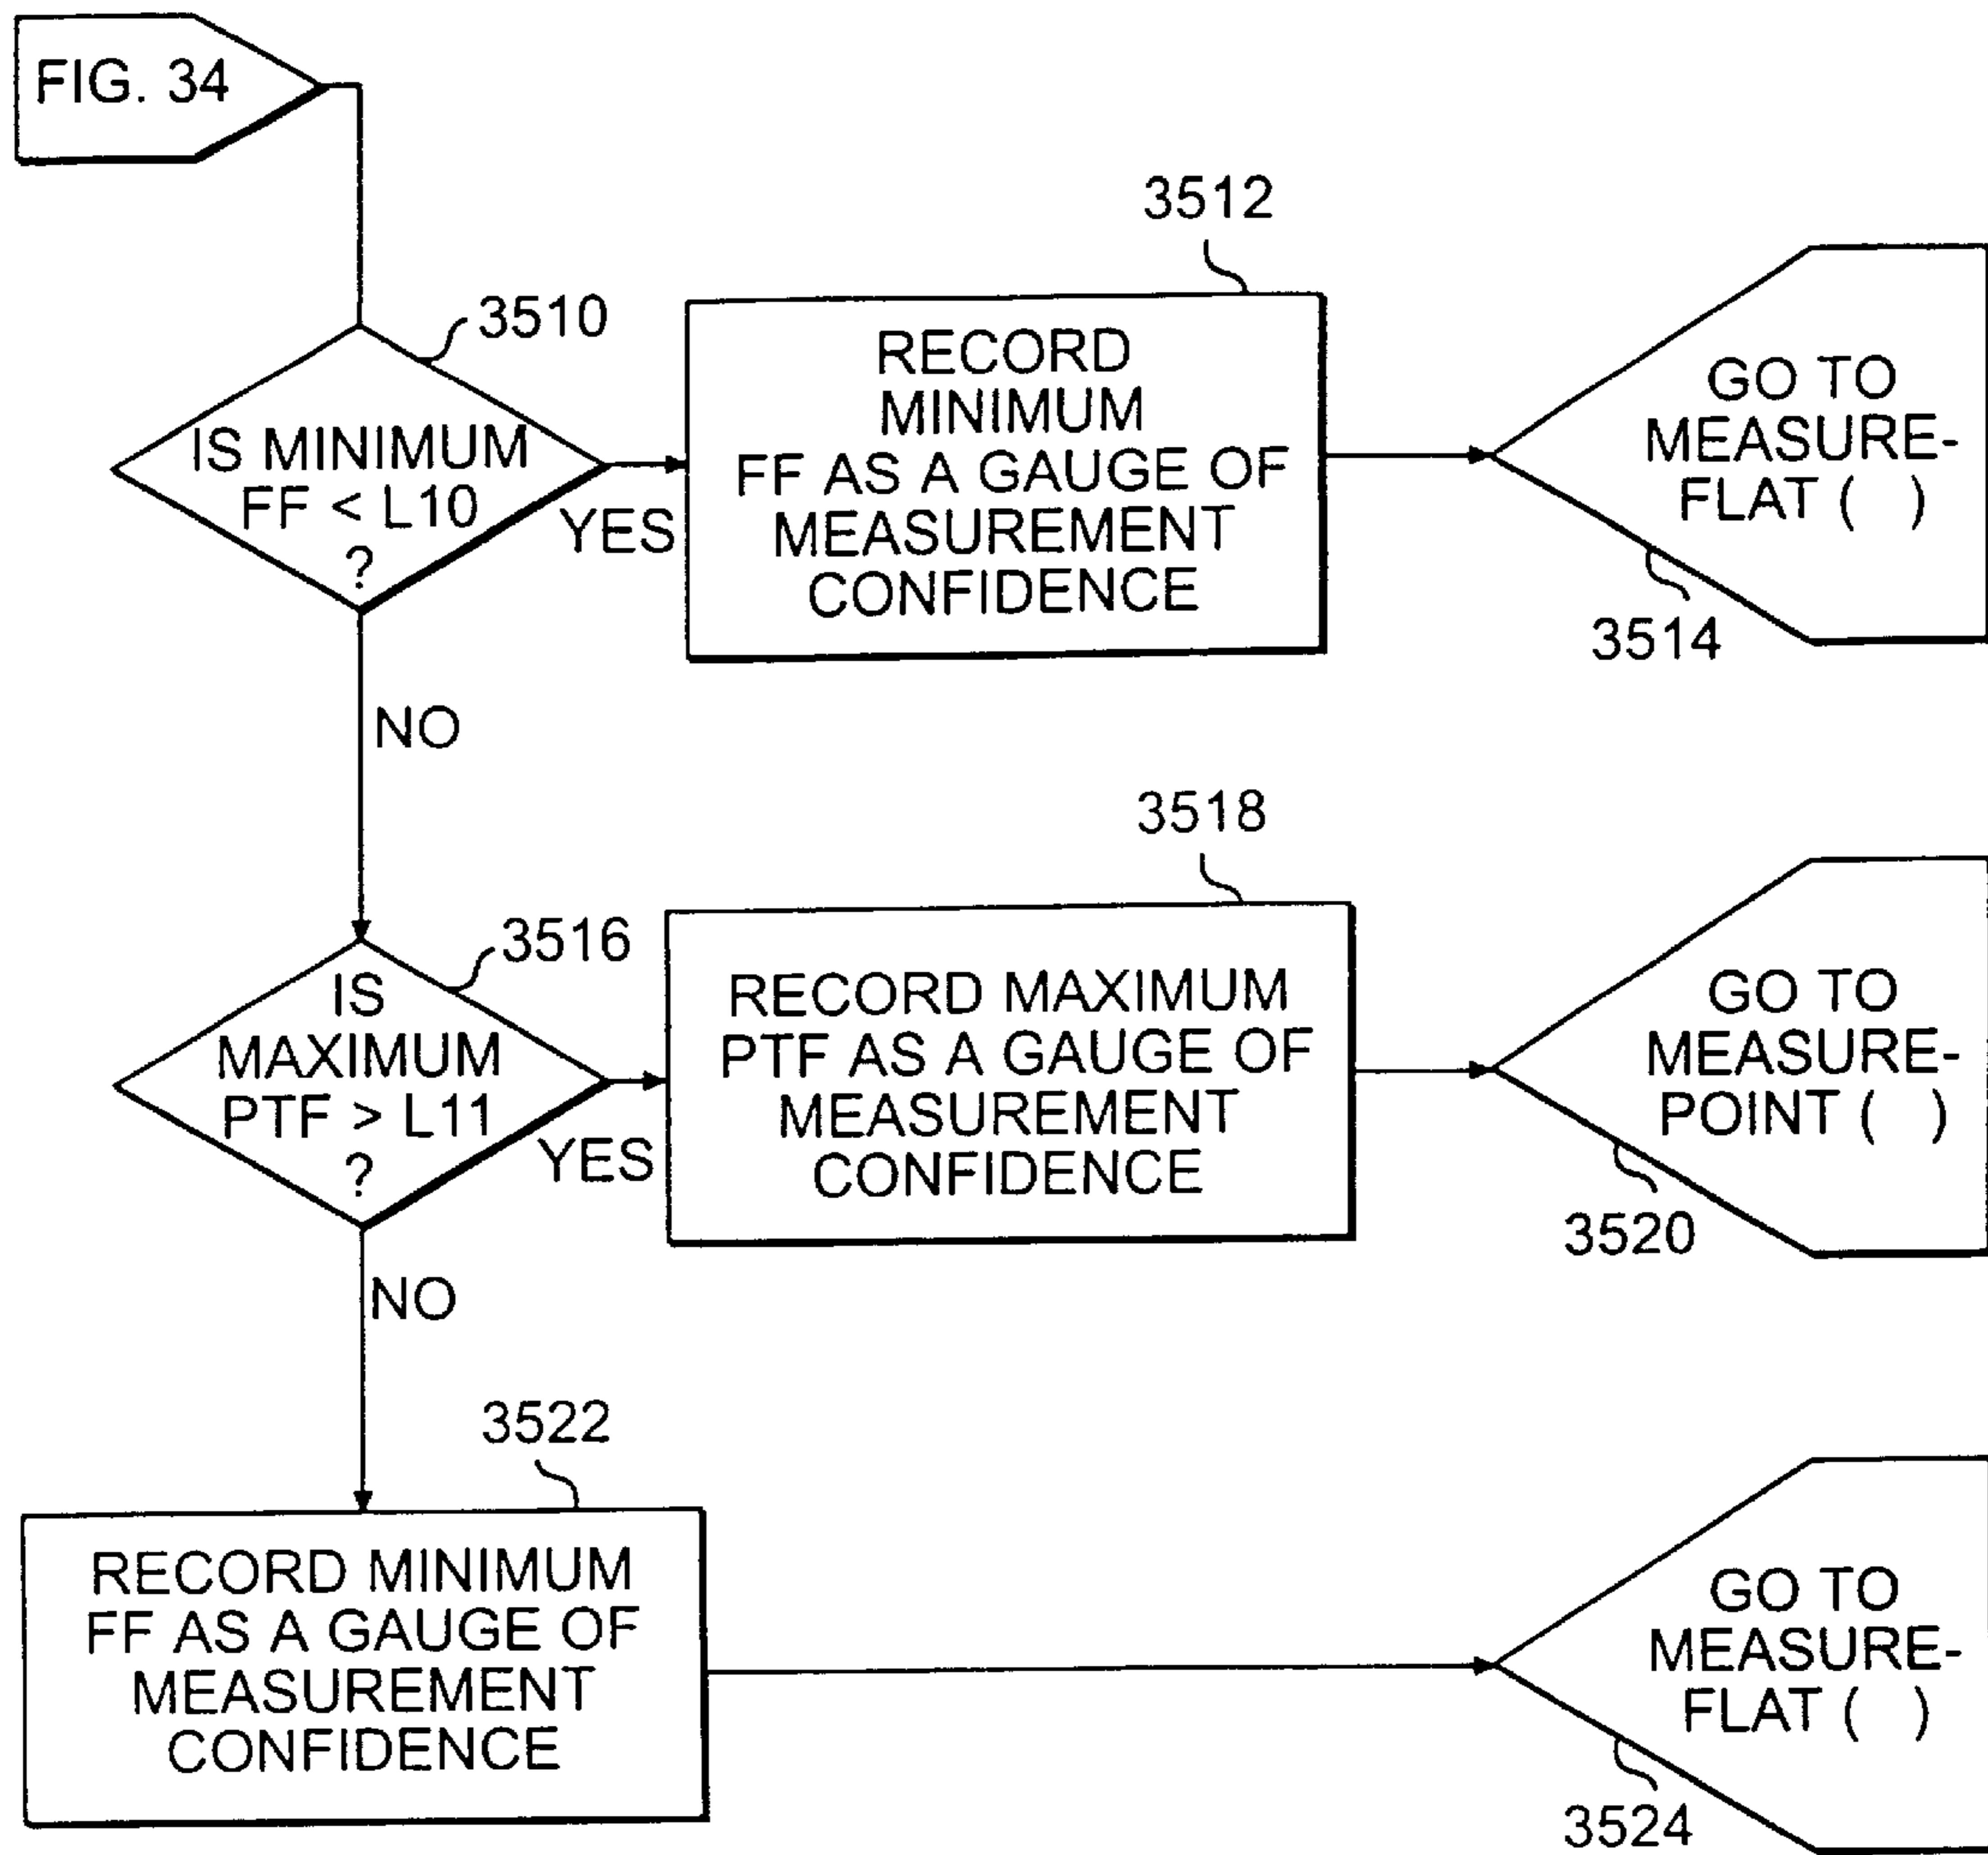 FIG. 34
3510
IS MINIMUM
FF < L10
?
YES
NO
3512
RECORD
MINIMUM
FF AS A GAUGE OF
MEASUREMENT
CONFIDENCE
GO TO
MEASURE-
FLAT (   )
3514
3516
IS
MAXIMUM
PTF > L11
?
YES
NO
3518
RECORD MAXIMUM
PTF AS A GAUGE OF
MEASUREMENT
CONFIDENCE
GO TO
MEASURE-
POINT (   )
3520
3522
RECORD MINIMUM
FF AS A GAUGE OF
MEASUREMENT
CONFIDENCE
GO TO
MEASURE-
FLAT (   )
3524